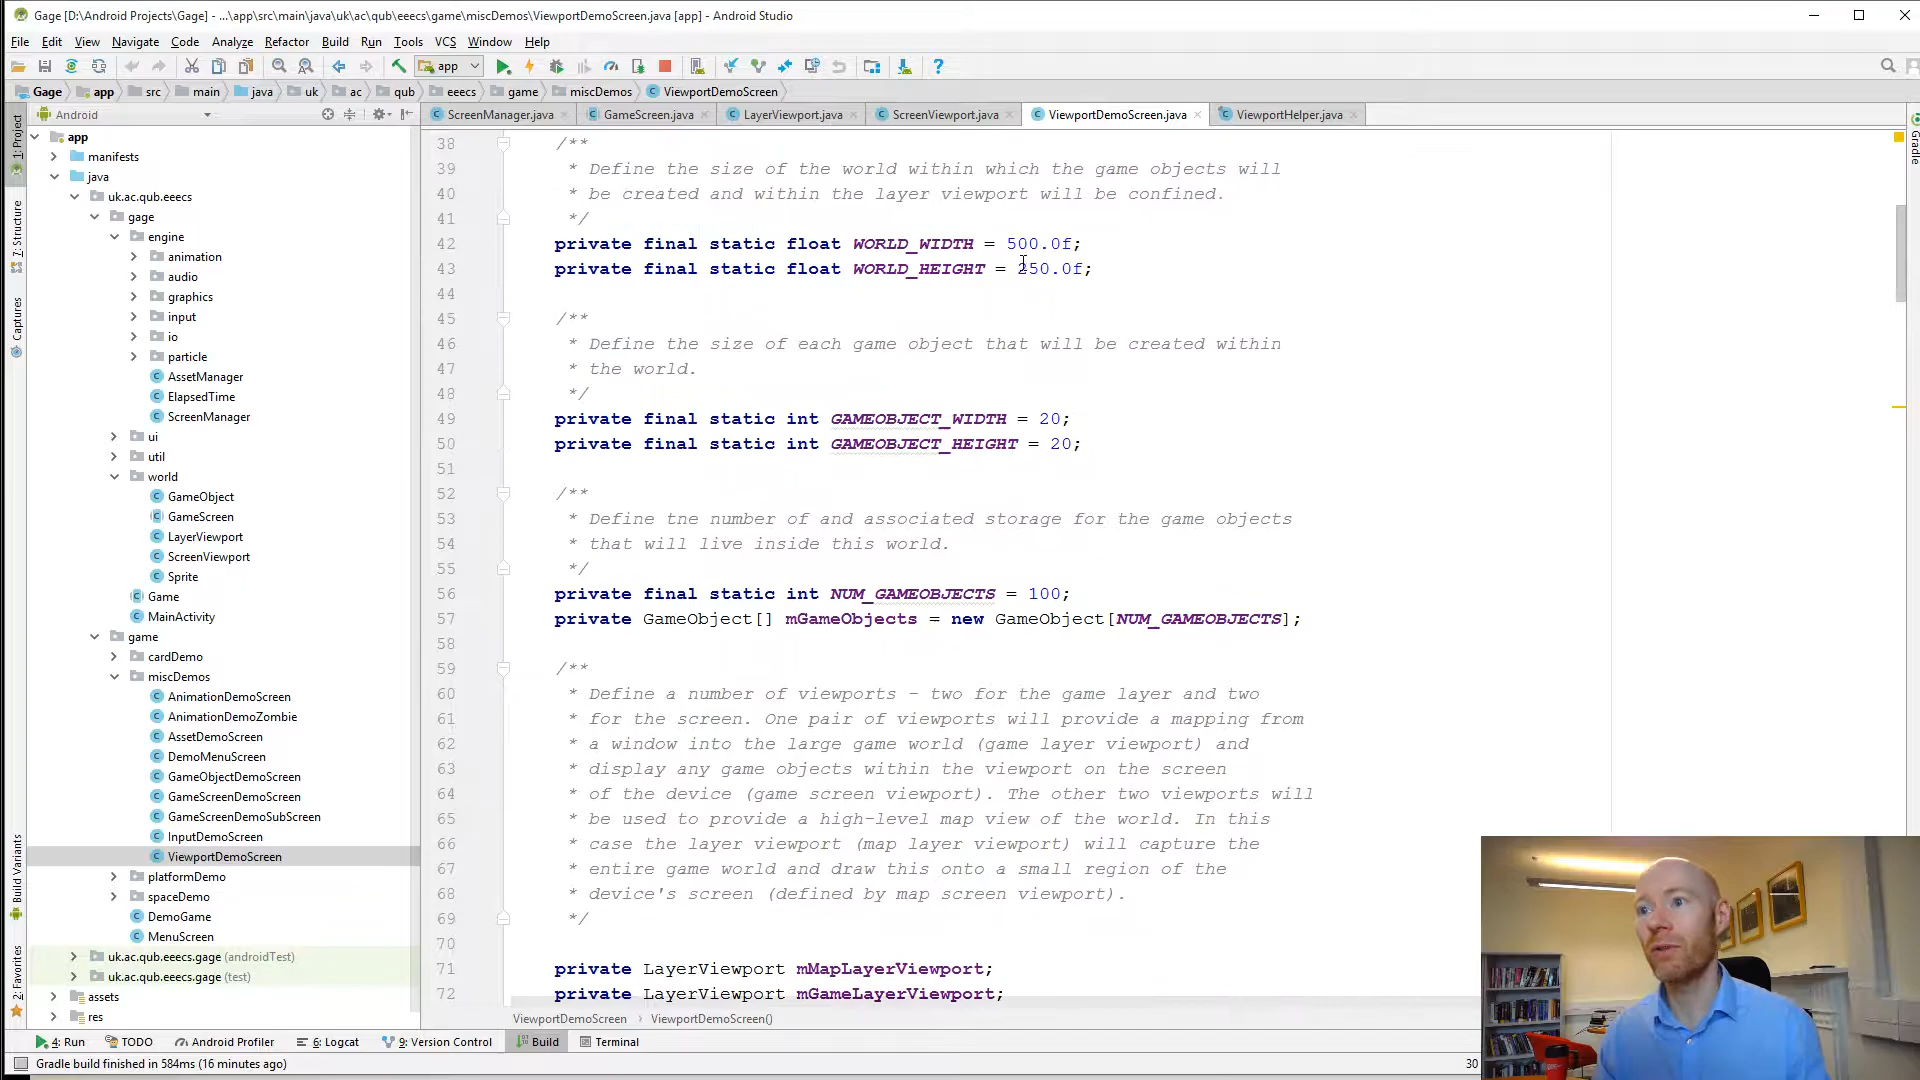 Gage [D:\Android Projects\Gage] - ...\app\src\main\java\uk\ac\qub\eeecs\game\miscDemos\ViewportDemoScreen.java [app] - Android Studio
File Edit View Navigate Code Analyze Refactor Build Run Tools VCS Window Help
app
Gage app src main java uk ac qub eeecs game miscDemos ViewportDemoScreen
Android
ScreenManager.java GameScreen.java LayerViewport.java ScreenViewport.java ViewportDemoScreen.java ViewportHelper.java
1: Project
7: Structure
Captures
Build Variants
2: Favorites
Gradle
app
manifests
java
uk.ac.qub.eeecs
gage
engine
animation
audio
graphics
input
io
particle
AssetManager
ElapsedTime
ScreenManager
ui
util
world
GameObject
GameScreen
LayerViewport
ScreenViewport
Sprite
Game
MainActivity
game
cardDemo
miscDemos
AnimationDemoScreen
AnimationDemoZombie
AssetDemoScreen
DemoMenuScreen
GameObjectDemoScreen
GameScreenDemoScreen
GameScreenDemoSubScreen
InputDemoScreen
ViewportDemoScreen
platformDemo
spaceDemo
DemoGame
MenuScreen
uk.ac.qub.eeecs.gage (androidTest)
uk.ac.qub.eeecs.gage (test)
assets
res
38 /**
39 * Define the size of the world within which the game objects will
40 * be created and within the layer viewport will be confined.
41 */
42 private final static float WORLD_WIDTH = 500.0f;
43 private final static float WORLD_HEIGHT = 250.0f;
44
45 /**
46 * Define the size of each game object that will be created within
47 * the world.
48 */
49 private final static int GAMEOBJECT_WIDTH = 20;
50 private final static int GAMEOBJECT_HEIGHT = 20;
51
52 /**
53 * Define tne number of and associated storage for the game objects
54 * that will live inside this world.
55 */
56 private final static int NUM_GAMEOBJECTS = 100;
57 private GameObject[] mGameObjects = new GameObject[NUM_GAMEOBJECTS];
58
59 /**
60 * Define a number of viewports - two for the game layer and two
61 * for the screen. One pair of viewports will provide a mapping from
62 * a window into the large game world (game layer viewport) and
63 * display any game objects within the viewport on the screen
64 * of the device (game screen viewport). The other two viewports will
65 * be used to provide a high-level map view of the world. In this
66 * case the layer viewport (map layer viewport) will capture the
67 * entire game world and draw this onto a small region of the
68 * device's screen (defined by map screen viewport).
69 */
70
71 private LayerViewport mMapLayerViewport;
72 private LayerViewport mGameLayerViewport;
ViewportDemoScreen › ViewportDemoScreen()
4: Run TODO Android Profiler 6: Logcat 9: Version Control Build Terminal
Gradle build finished in 584ms (16 minutes ago)
30